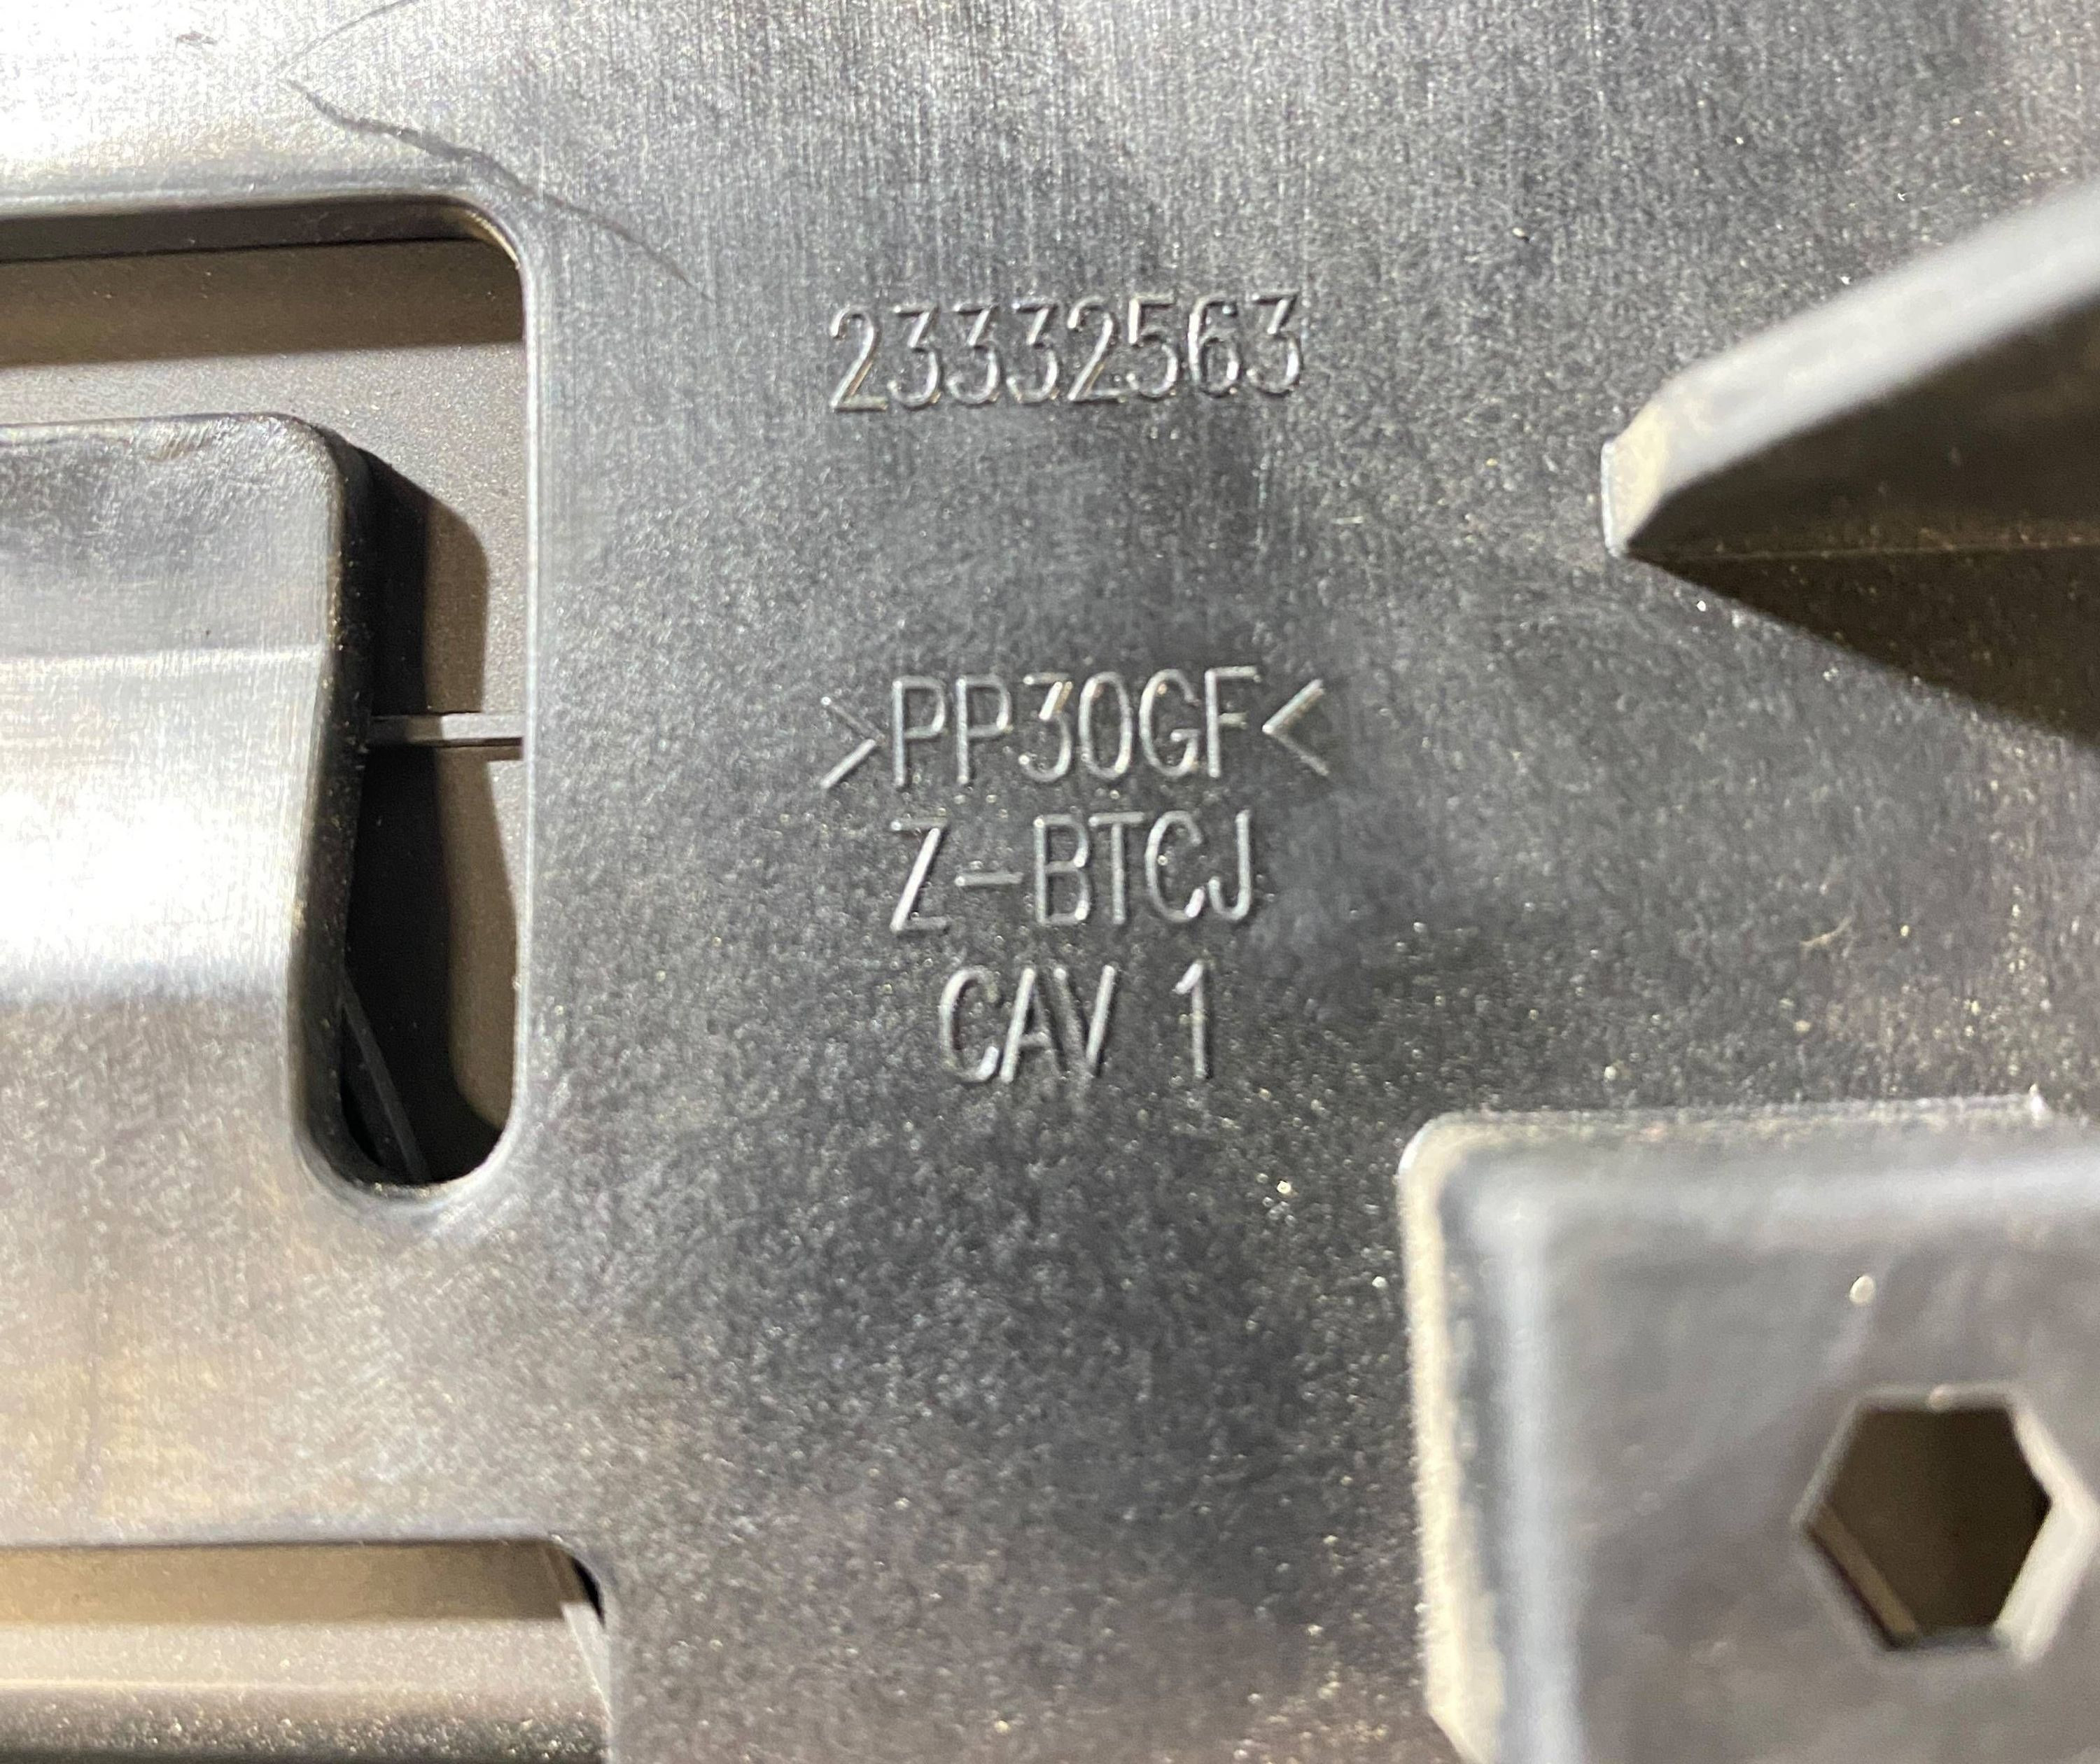 23332563
>PP30GF<
Z-BTCJ
CAV 1